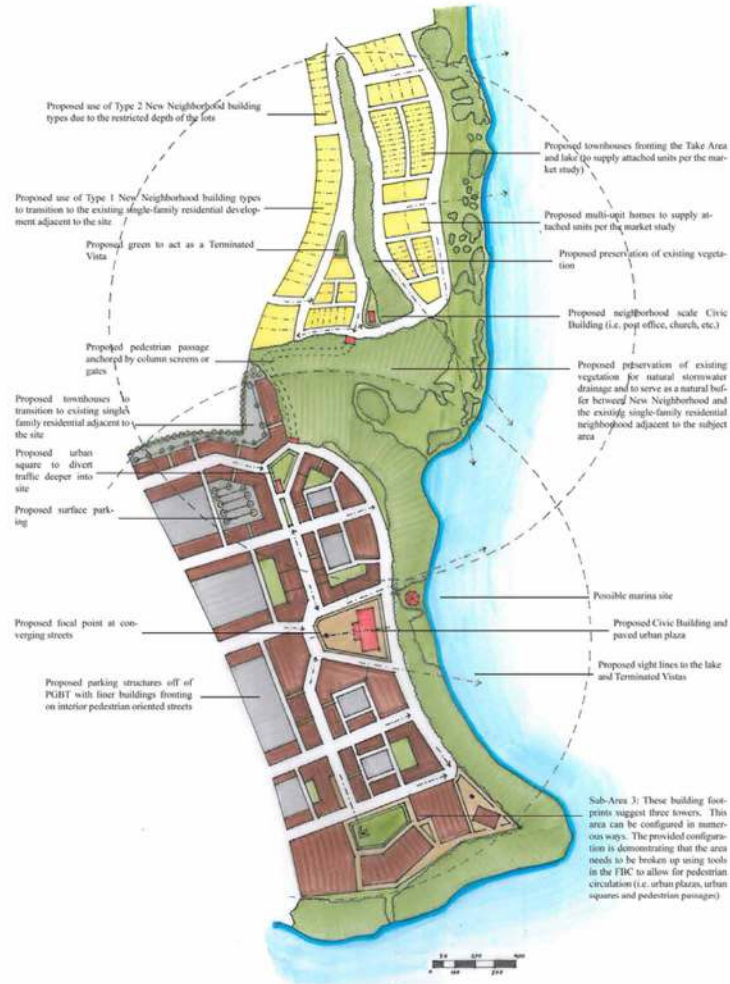 Proposed use of Type 2 New Neighborhood building
types due to the restricted depth of the lots
Proposed use of Type 1 New Neighborhood building types
to transition to the existing single-family residential develop-
ment adjacent to the site
Proposed green to act as a Terminated
Vista
Proposed pedestrian passage
anchored by column screens or
gates
Proposed townhouses to
transition to existing single
family residential adjacent to
the site
Proposed urban
square to divert
traffic deeper into
site
Proposed surface park-
ing
Proposed focal point at con-
verging streets
Proposed parking structures off of
PGBT with liner buildings fronting
on interior pedestrian oriented streets
Proposed townhouses fronting the Take Area
and lake (to supply attached units per the mar-
ket study)
Proposed multi-unit homes to supply at-
tached units per the market study
Proposed preservation of existing vegeta-
tion
Proposed neighborhood scale Civic
Building (i.e. post office, church, etc.)
Proposed preservation of existing
vegetation for natural stormwater
drainage and to serve as a natural buf-
fer between New Neighborhood and
the existing single-family residential
neighborhood adjacent to the subject
area
Possible marina site
Proposed Civic Building and
paved urban plaza
Proposed sight lines to the lake
and Terminated Vistas
Sub-Area 3: These building foot-
prints suggest three towers. This
area can be configured in numer-
ous ways. The provided configura-
tion is demonstrating that the area
needs to be broken up using tools
in the FBC to allow for pedestrian
circulation (i.e. urban plazas, urban
squares and pedestrian passages)